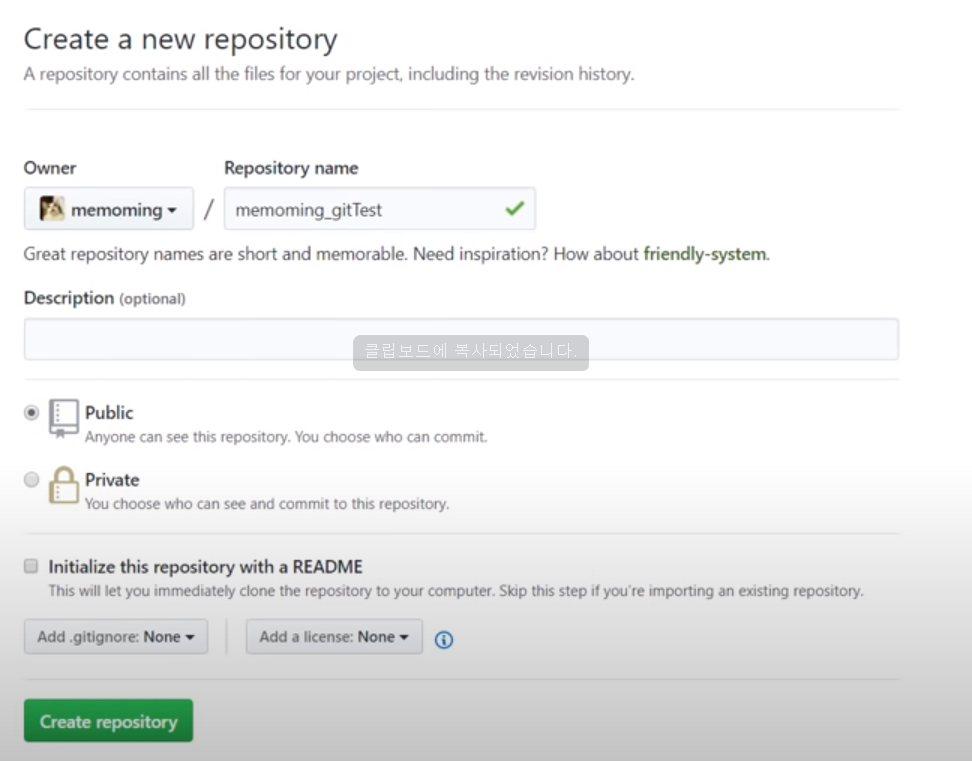 Create a new repository
A repository contains all the files for your project, including the revision history.
Owner
Repository name
memoming / memoming_gitTest
Great repository names are short and memorable. Need inspiration? How about friendly-system.
Description (optional)
클립보드에 복사되었습니다.
Public
Anyone can see this repository. You choose who can commit.
Private
You choose who can see and commit to this repository.
Initialize this repository with a README
This will let you immediately clone the repository to your computer. Skip this step if you're importing an existing repository.
Add .gitignore: None
Add a license: None
Create repository